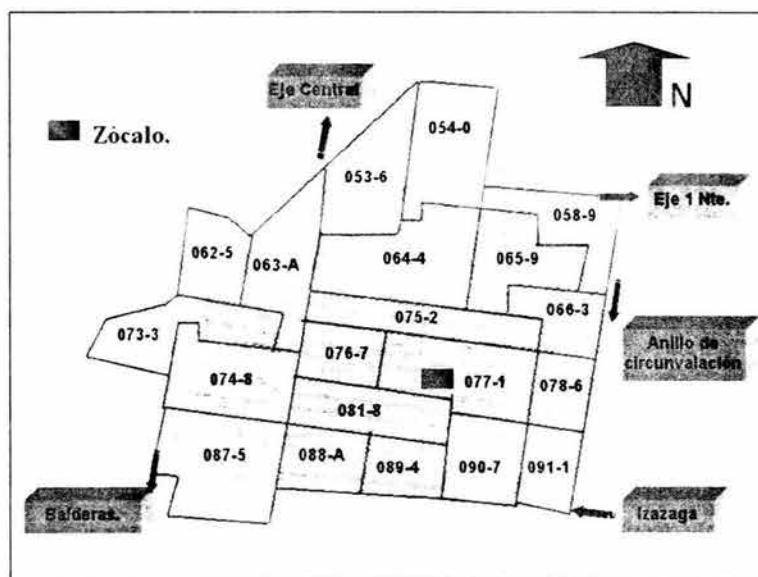 Eje Central
N
Zócalo.
054-0
053-6
Eje 1 Nte.
058-9
062-5
063-A
064-4
065-9
066-3
075-2
073-3
Anillo de
circunvalación
076-7
077-1
078-6
074-8
081-8
087-5
088-A
089-4
090-7
091-1
Balderas.
Izazaga